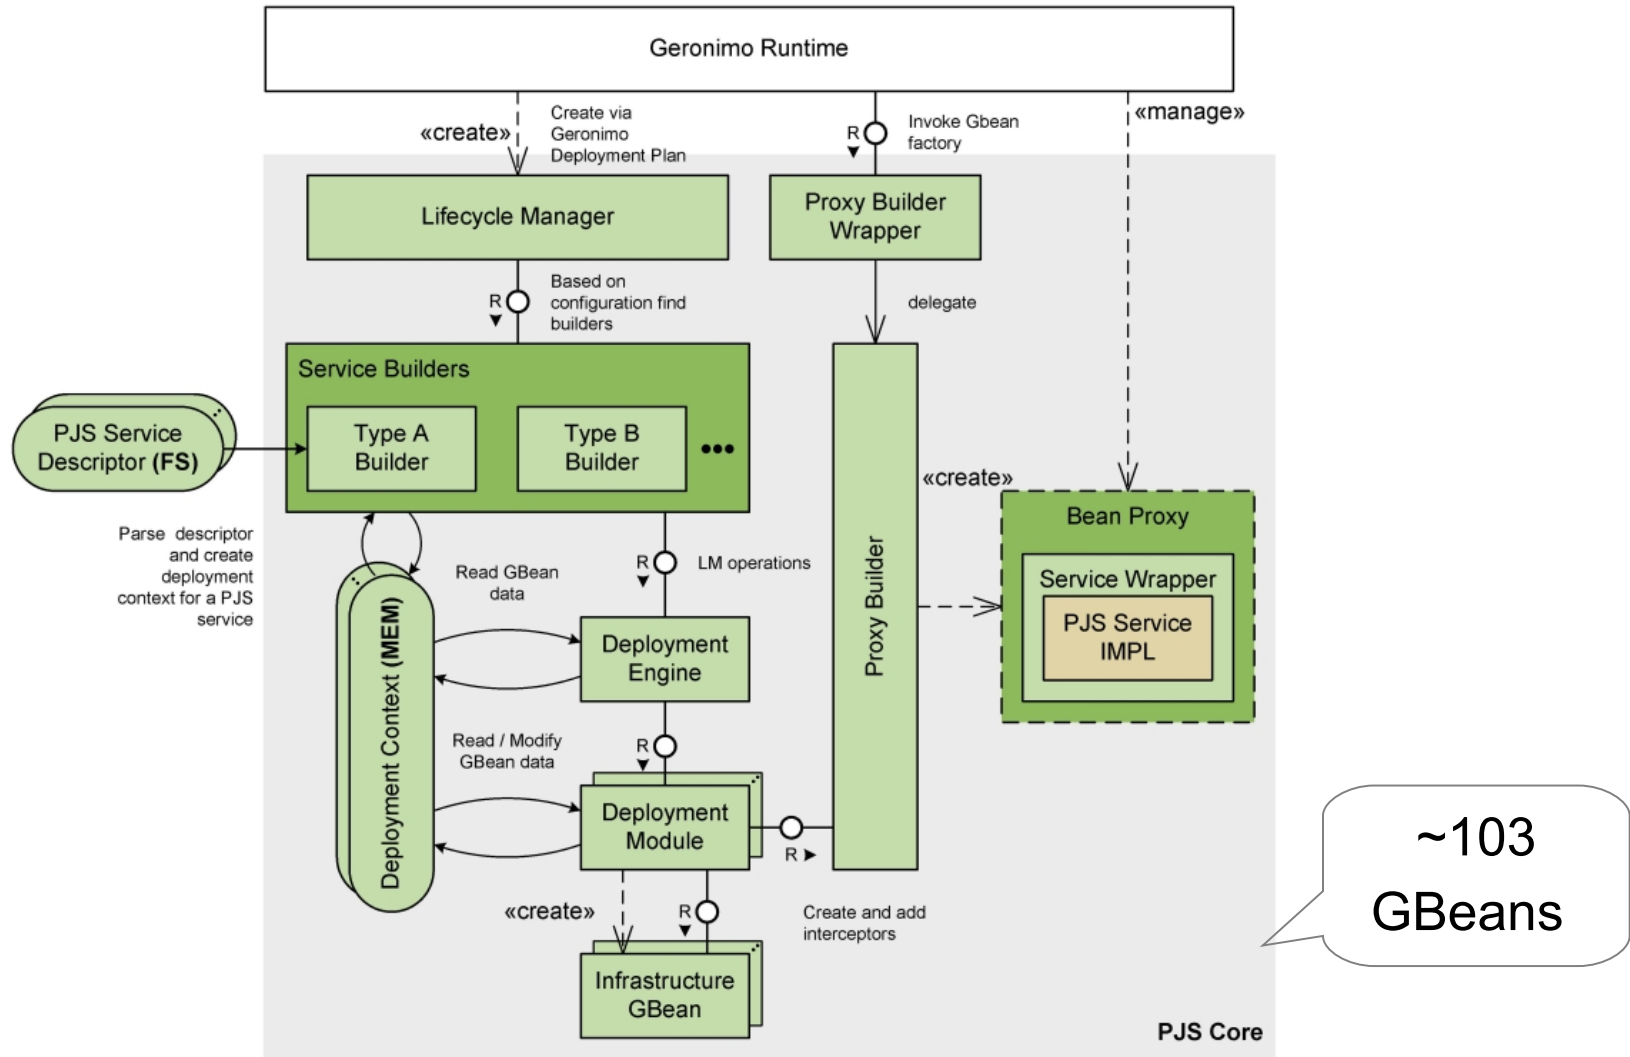 Geronimo Runtime
«create»
Create via
Geronimo
Deployment Plan
R
Invoke Gbean
factory
«manage»
Lifecycle Manager
Proxy Builder
Wrapper
R
Based on
configuration find
builders
delegate
Service Builders
Type A
Builder
Type B
Builder
•••
PJS Service
Descriptor (FS)
Parse descriptor
and create
deployment
context for a PJS
service
R
LM operations
Read GBean
data
Deployment Context (MEM)
Deployment
Engine
Proxy Builder
«create»
Bean Proxy
Service Wrapper
PJS Service
IMPL
R
Read / Modify
GBean data
Deployment
Module
R
«create»
R
Create and add
interceptors
Infrastructure
GBean
PJS Core
~103
GBeans